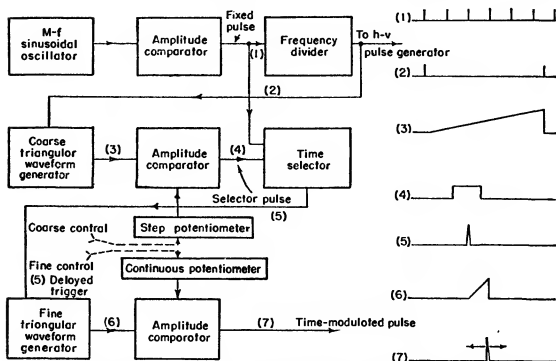 M-f
sinusoidal
oscillator
Amplitude
comparator
Fixed
pulse
(1)
Frequency
divider
To h-v
pulse generator
(2)
Coarse
triangular
waveform
generator
(3)
Amplitude
comparator
(4)
Selector pulse
Time
selector
(5)
Coarse control
Step potentiometer
Fine control
(5) Deloyed
trigger
Continuous potentiometer
Fine
triangular
waveform
generator
(6)
Amplitude
comporotor
(7)
Time-modulated pulse
(1)
(2)
(3)
(4)
(5)
(6)
(7)